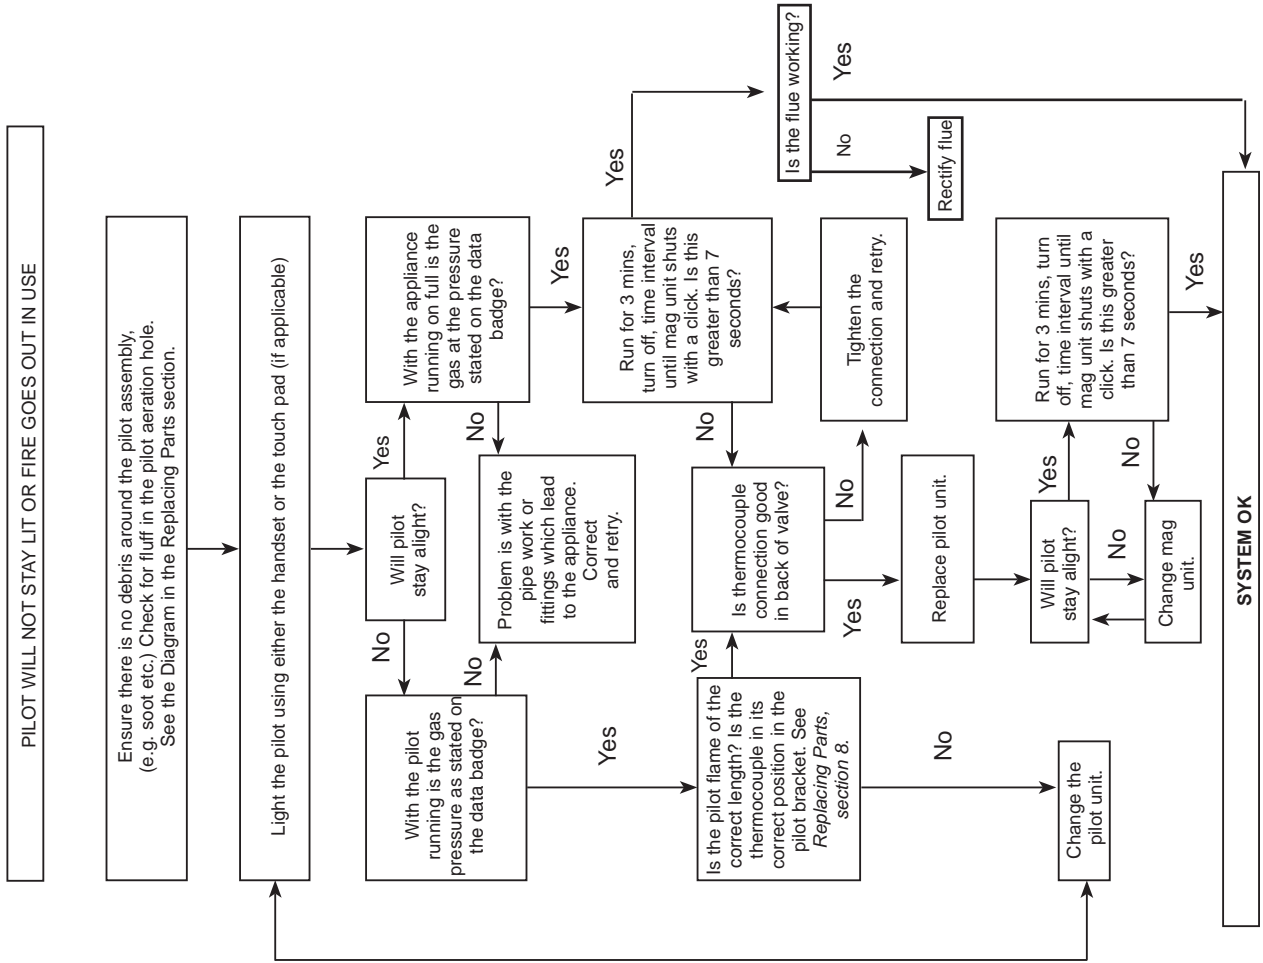 PILOT WILL NOT STAY LIT OR FIRE GOES OUT IN USE
Ensure there is no debris around the pilot assembly,
(e.g. soot etc.) Check for fluff in the pilot aeration hole.
See the Diagram in the Replacing Parts section.
Light the pilot using either the handset or the touch pad (if applicable)
Will pilot
stay alight?
No
Yes
With the pilot
running is the gas
pressure as stated on
the data badge?
With the appliance
running on full is the
gas at the pressure
stated on the data
badge?
No
No
Problem is with the
pipe work or
fittings which lead
to the appliance.
Correct
and retry.
Yes
Yes
Run for 3 mins,
turn off, time interval
until mag unit shuts
with a click. Is this
greater than 7
seconds?
Yes
Is the flue working?
No
Yes
Rectify flue
Is the pilot flame of the
correct length? Is the
thermocouple in its
correct position in the
pilot bracket. See
Replacing Parts,
section 8.
Yes
No
Is thermocouple
connection good
in back of valve?
No
Tighten the
connection and retry.
Yes
No
Replace pilot unit.
Will pilot
stay alight?
Yes
Run for 3 mins, turn
off, time interval until
mag unit shuts with a
click. Is this greater
than 7 seconds?
No
No
Change mag
unit.
Yes
Change the
pilot unit.
SYSTEM OK